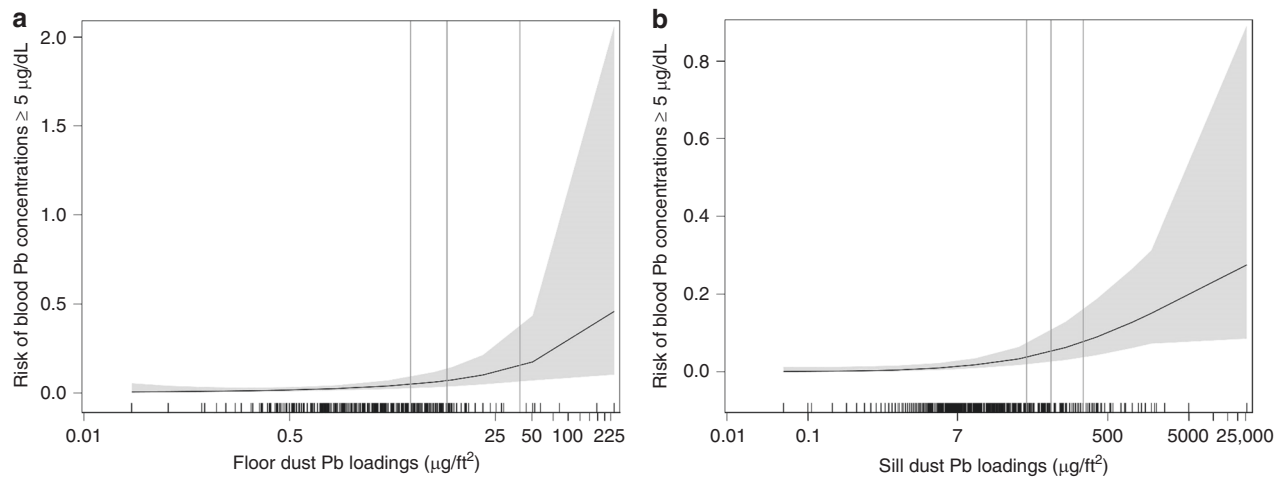 a
Risk of blood Pb concentrations ≥ 5 μg/dL
2.0
1.5
1.0
0.5
0.0
0.01 0.5 25 50 100 225
Floor dust Pb loadings (μg/ft²)
b
Risk of blood Pb concentrations ≥ 5 μg/dL
0.8
0.6
0.4
0.2
0.0
0.01 0.1 7 500 5000 25,000
Sill dust Pb loadings (μg/ft²)